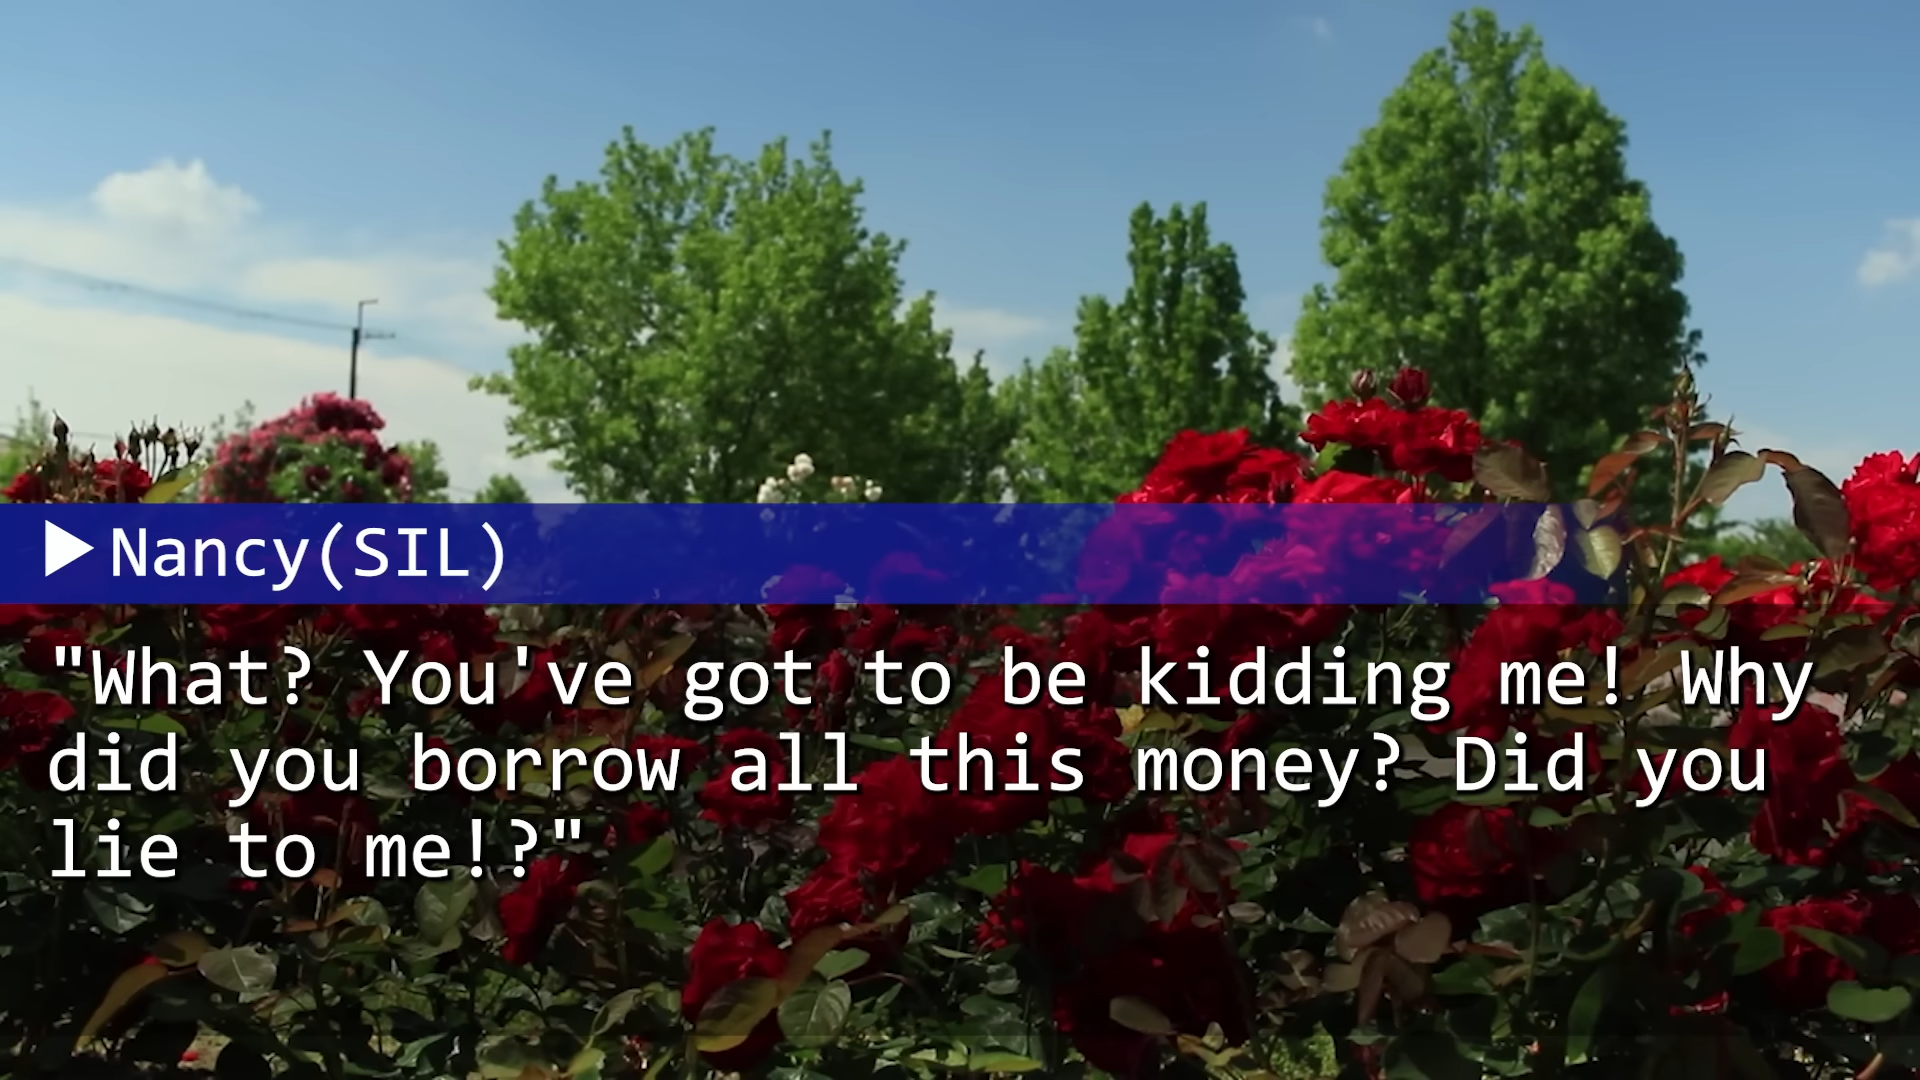 ▶Nancy(SIL)
"What? You've got to be kidding me! Why
did you borrow all this money? Did you
lie to me!?"